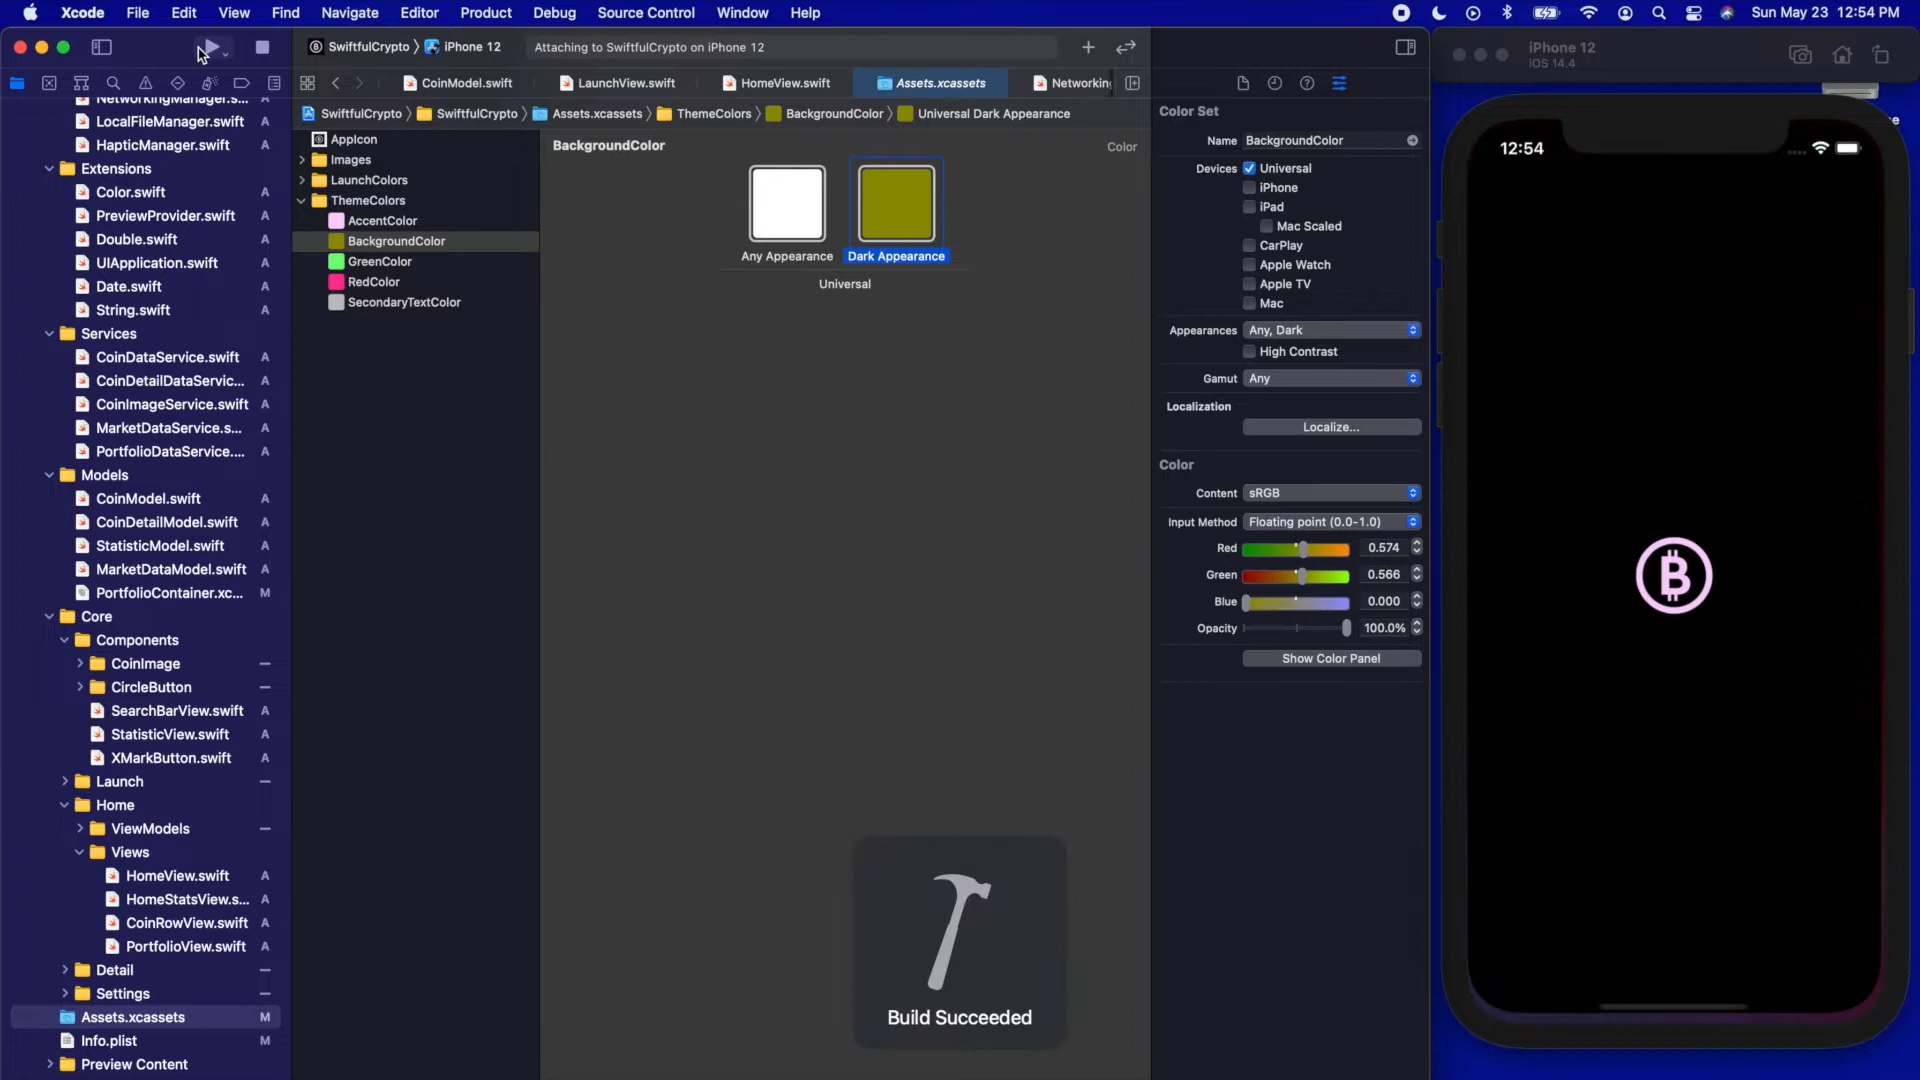 Xcode File Edit View Find Navigate Editor Product Debug Source Control Window Help Sun May 23 12:54 PM
SwiftfulCrypto iPhone 12 Attaching to SwiftfulCrypto on iPhone 12
iPhone 12
iOS 14.4
CoinModel.swift LaunchView.swift HomeView.swift Assets.xcassets Networking
SwiftfulCrypto SwiftfulCrypto Assets.xcassets ThemeColors BackgroundColor Universal Dark Appearance
NetworkingManager.s... A
LocalFileManager.swift A
HapticManager.swift A
Extensions
Color.swift A
PreviewProvider.swift A
Double.swift A
UIApplication.swift A
Date.swift A
String.swift A
Services
CoinDataService.swift A
CoinDetailDataServic... A
CoinImageService.swift A
MarketDataService.s... A
PortfolioDataService.... A
Models
CoinModel.swift A
CoinDetailModel.swift A
StatisticModel.swift A
MarketDataModel.swift A
PortfolioContainer.xc... M
Core
Components
CoinImage
CircleButton
SearchBarView.swift A
StatisticView.swift A
XMarkButton.swift A
Launch
Home
ViewModels
Views
HomeView.swift A
HomeStatsView.s... A
CoinRowView.swift A
PortfolioView.swift A
Detail
Settings
Assets.xcassets M
Info.plist M
Preview Content
AppIcon
Images
LaunchColors
ThemeColors
AccentColor
BackgroundColor
GreenColor
RedColor
SecondaryTextColor
BackgroundColor Color
Any Appearance Dark Appearance
Universal
Build Succeeded
Color Set
Name BackgroundColor
Devices Universal
iPhone
iPad
Mac Scaled
CarPlay
Apple Watch
Apple TV
Mac
Appearances Any, Dark
High Contrast
Gamut Any
Localization
Localize...
Color
Content sRGB
Input Method Floating point (0.0-1.0)
Red 0.574
Green 0.566
Blue 0.000
Opacity 100.0%
Show Color Panel
12:54